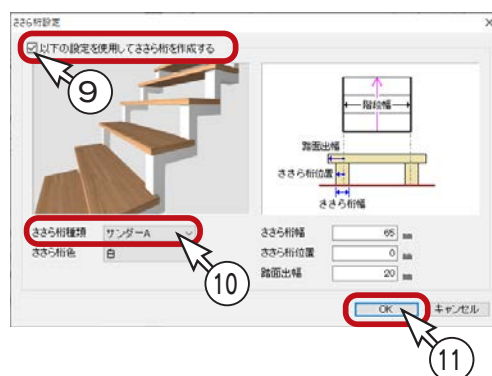 ささら桁設定
以下の設定を使用してささら桁を作成する
⑨
階段幅
踏面出幅
ささら桁位置
ささら桁幅
ささら桁種類 サンダーA
ささら桁色 白
⑩
ささら桁幅 65 mm
ささら桁位置 0 mm
踏面出幅 20 mm
OK キャンセル
⑪